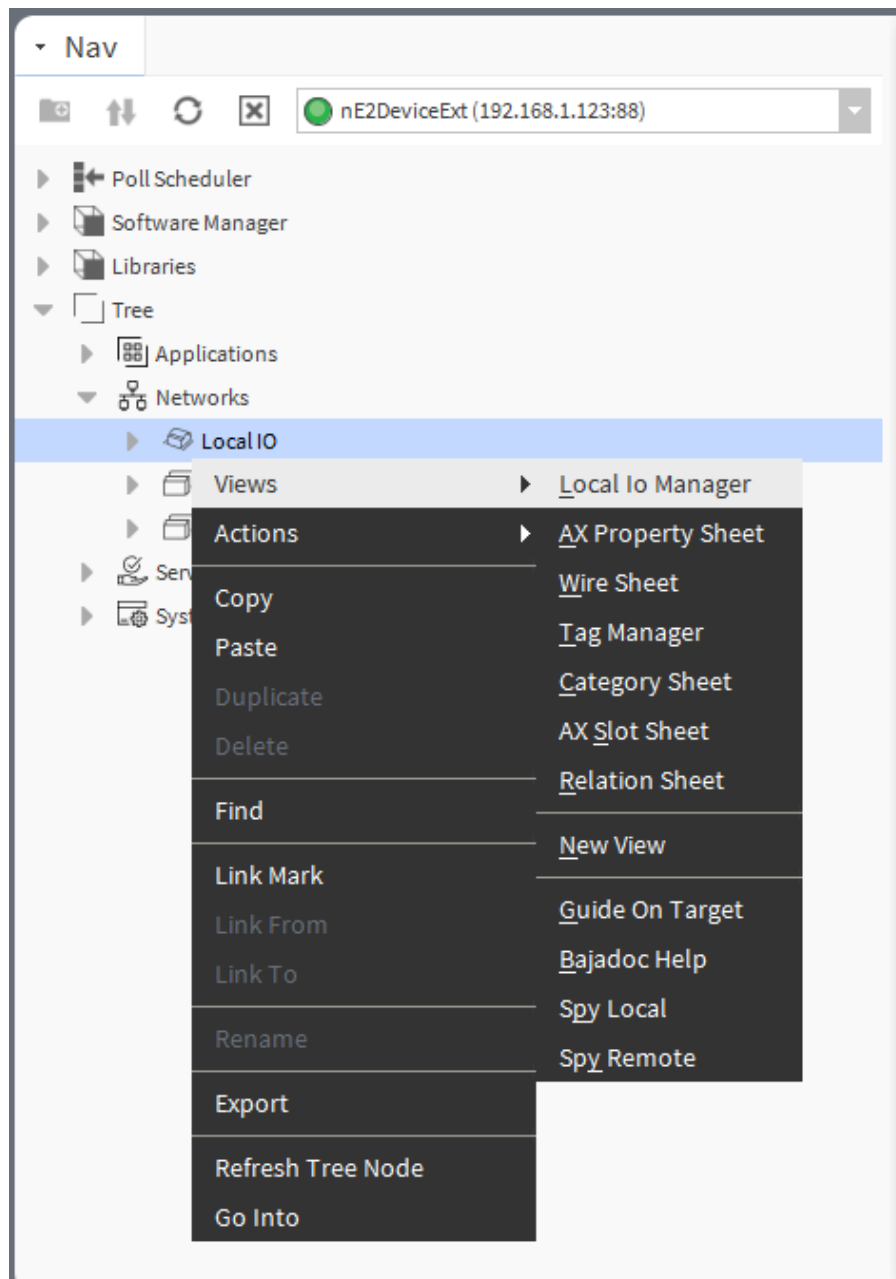 Nav
nE2DeviceExt (192.168.1.123:88)
Poll Scheduler
Software Manager
Libraries
Tree
Applications
Networks
Local IO
Views
Actions
Copy
Paste
Duplicate
Delete
Find
Link Mark
Link From
Link To
Rename
Export
Refresh Tree Node
Go Into
Local Io Manager
AX Property Sheet
Wire Sheet
Tag Manager
Category Sheet
AX Slot Sheet
Relation Sheet
New View
Guide On Target
Bajadoc Help
Spy Local
Spy Remote